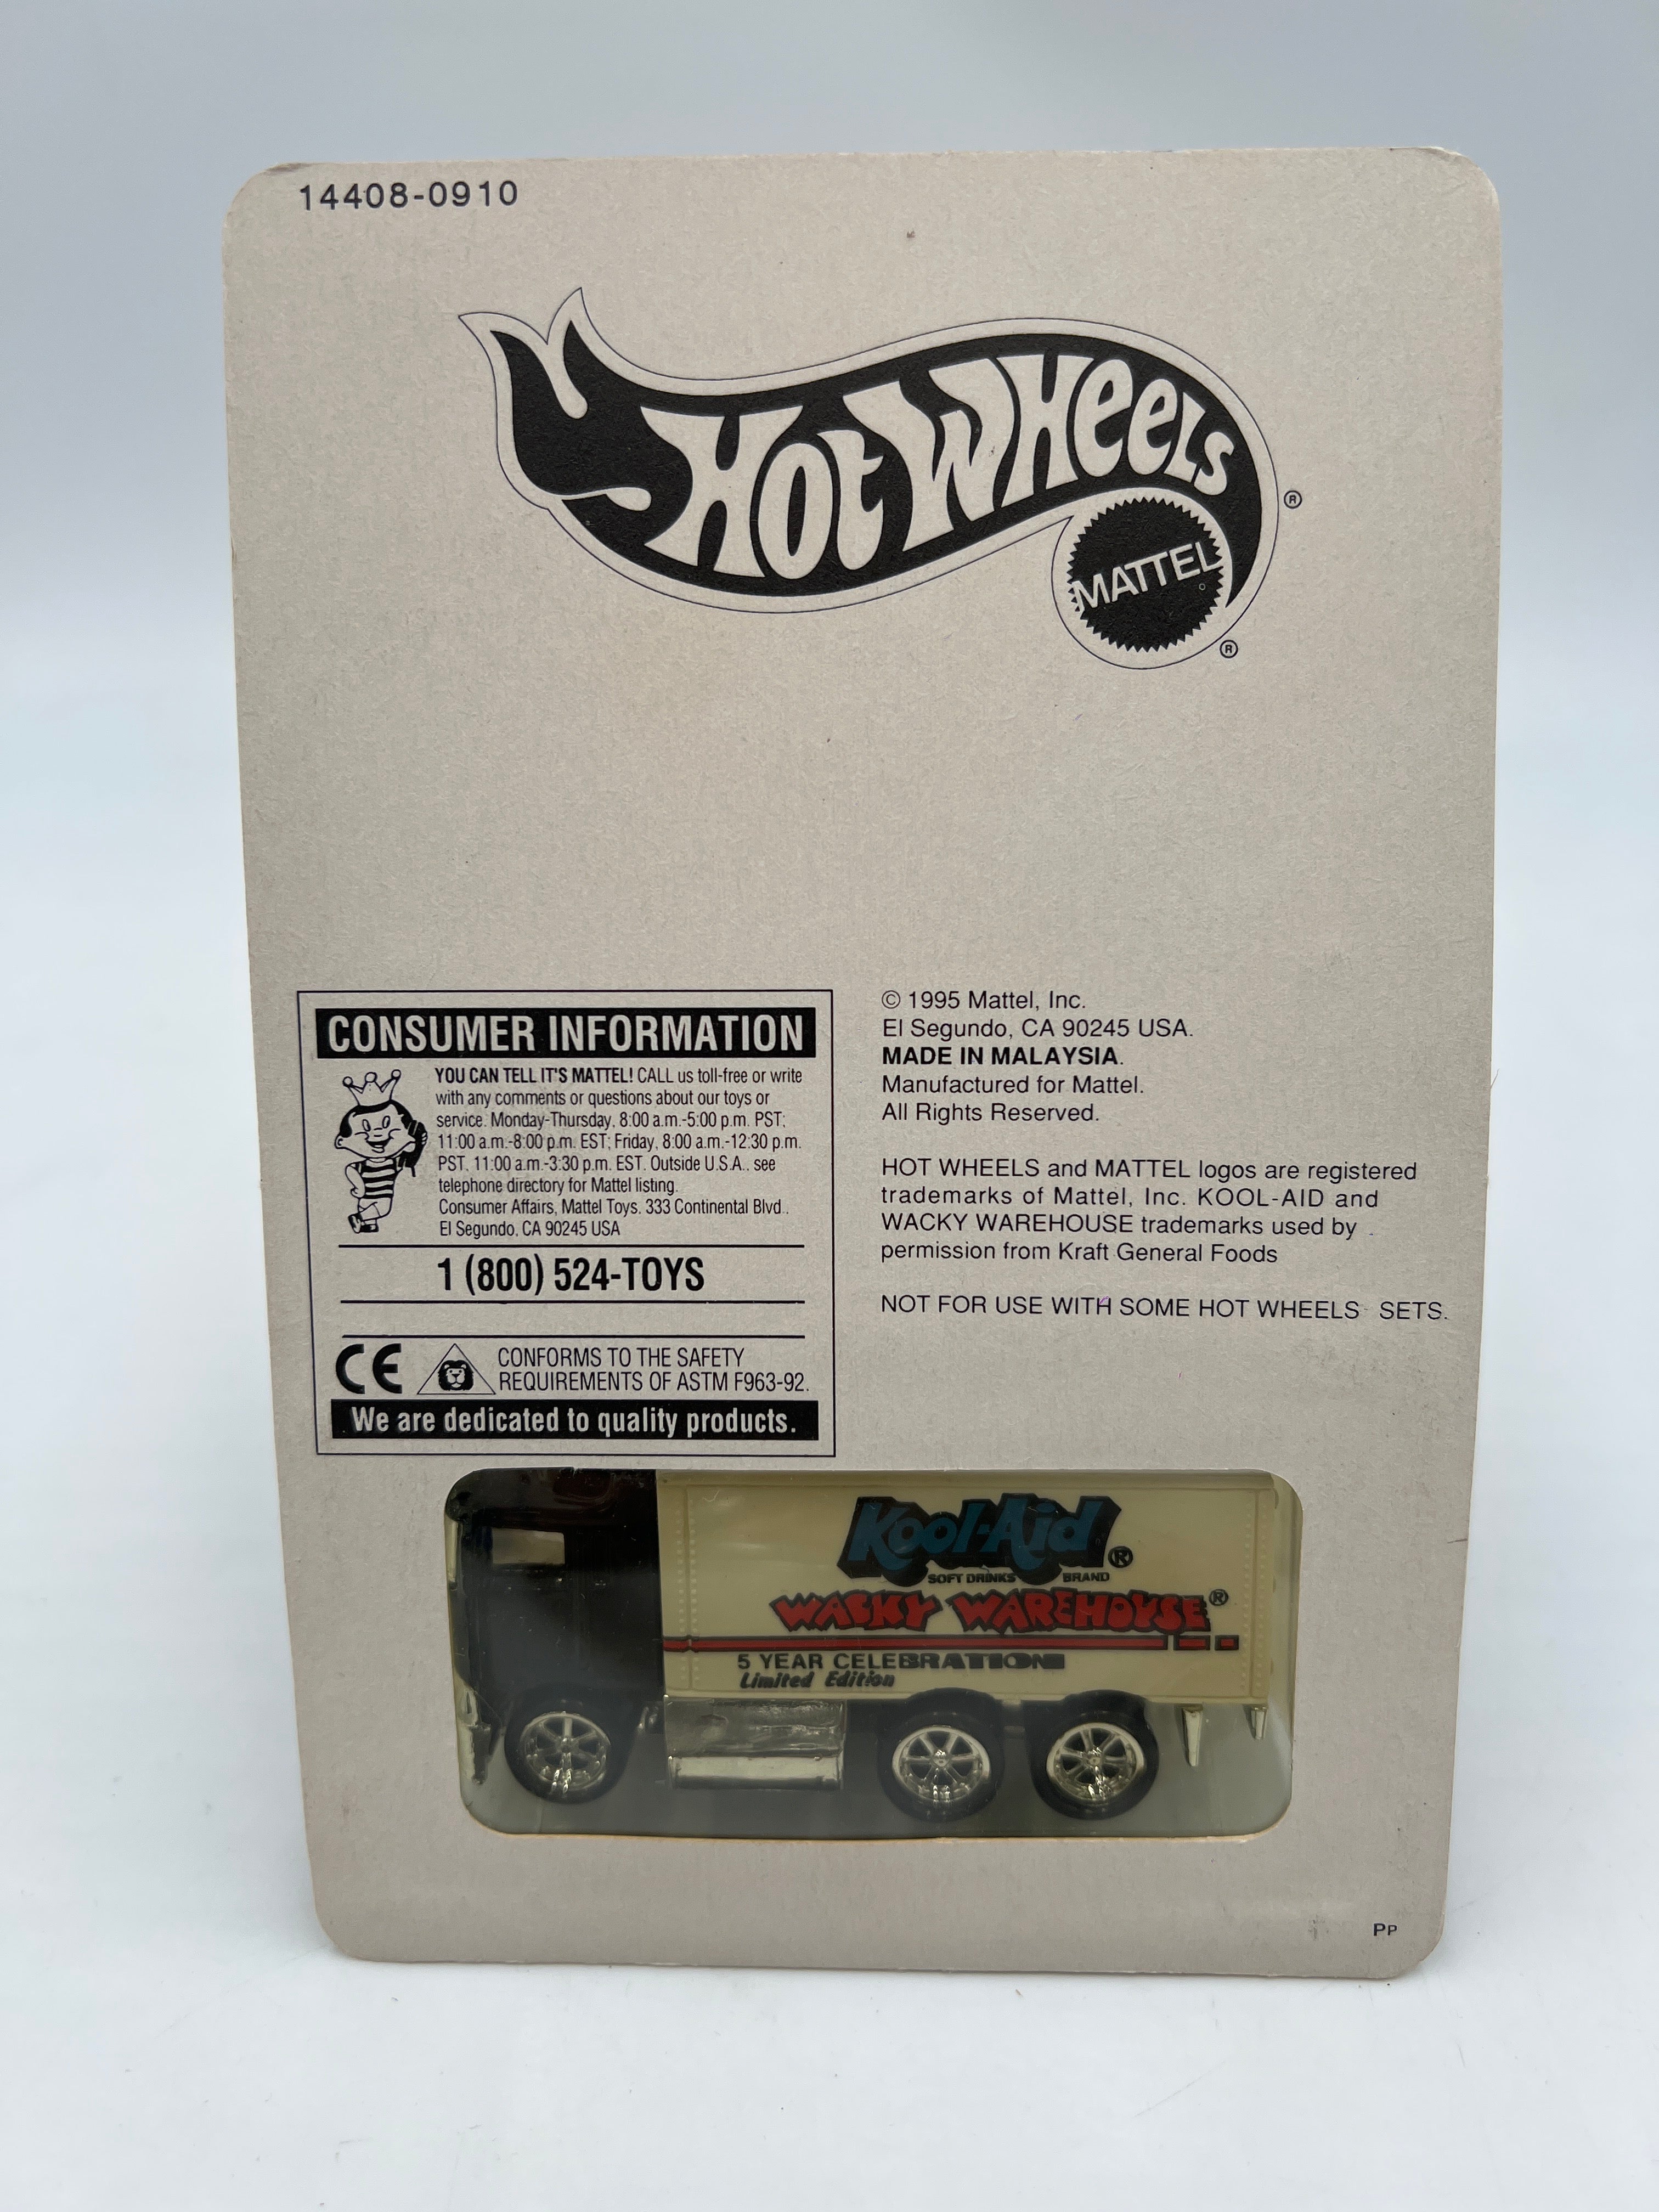 14408-0910
Hot Wheels ®
MATTEL
®
CONSUMER INFORMATION
YOU CAN TELL IT'S MATTEL! CALL us toll-free or write
with any comments or questions about our toys or
service. Monday-Thursday, 8:00 a.m.-5:00 p.m. PST;
11:00 a.m.-8:00 p.m. EST; Friday, 8:00 a.m.-12:30 p.m.
PST, 11:00 a.m.-3:30 p.m. EST. Outside U.S.A., see
telephone directory for Mattel listing.
Consumer Affairs, Mattel Toys, 333 Continental Blvd.,
El Segundo, CA 90245 USA
1 (800) 524-TOYS
CE
CONFORMS TO THE SAFETY
REQUIREMENTS OF ASTM F963-92.
We are dedicated to quality products.
© 1995 Mattel, Inc.
El Segundo, CA 90245 USA.
MADE IN MALAYSIA.
Manufactured for Mattel.
All Rights Reserved.
HOT WHEELS and MATTEL logos are registered
trademarks of Mattel, Inc. KOOL-AID and
WACKY WAREHOUSE trademarks used by
permission from Kraft General Foods
NOT FOR USE WITH SOME HOT WHEELS SETS.
Kool-Aid ®
SOFT DRINKS BRAND
WACKY WAREHOUSE ®
5 YEAR CELEBRATION
Limited Edition
PP